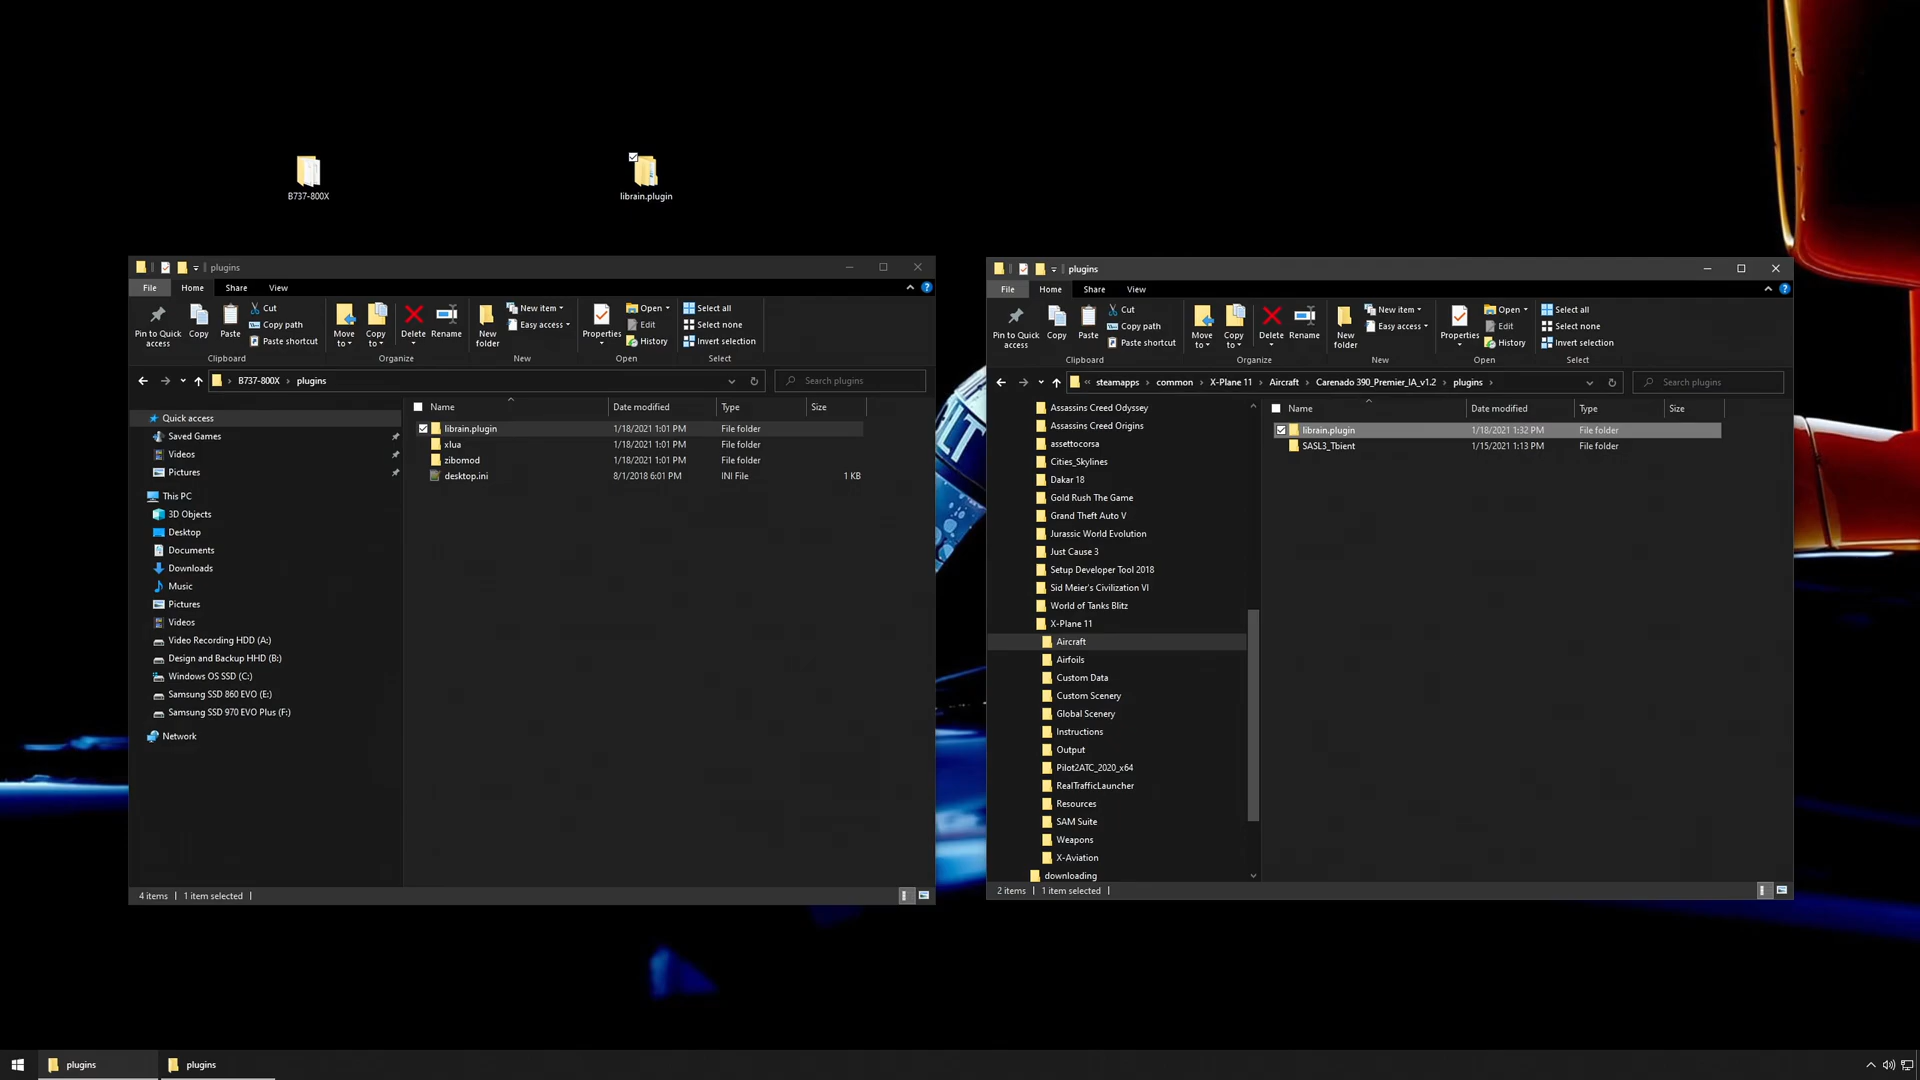 B737-800X
librain.plugin
plugins
File
Home
Share
View
Pin to Quick access
Copy
Paste
Cut
Copy path
Paste shortcut
Clipboard
Move to
Copy to
Delete
Rename
Organize
New folder
New item
Easy access
New
Properties
Open
Edit
History
Open
Select all
Select none
Invert selection
Select
B737-800X › plugins
Search plugins
Quick access
Saved Games
Videos
Pictures
This PC
3D Objects
Desktop
Documents
Downloads
Music
Pictures
Videos
Video Recording HDD (A:)
Design and Backup HHD (B:)
Windows OS SSD (C:)
Samsung SSD 860 EVO (E:)
Samsung SSD 970 EVO Plus (F:)
Network
Name Date modified Type Size
librain.plugin 1/18/2021 1:01 PM File folder
xlua 1/18/2021 1:01 PM File folder
zibomod 1/18/2021 1:01 PM File folder
desktop.ini 8/1/2018 6:01 PM INI File 1 KB
4 items 1 item selected
plugins
File
Home
Share
View
Pin to Quick access
Copy
Paste
Cut
Copy path
Paste shortcut
Clipboard
Move to
Copy to
Delete
Rename
Organize
New folder
New item
Easy access
New
Properties
Open
Edit
History
Open
Select all
Select none
Invert selection
Select
« steamapps › common › X-Plane 11 › Aircraft › Carenado 390_Premier_IA_v1.2 › plugins ›
Search plugins
Assassins Creed Odyssey
Assassins Creed Origins
assettocorsa
Cities_Skylines
Dakar 18
Gold Rush The Game
Grand Theft Auto V
Jurassic World Evolution
Just Cause 3
Setup Developer Tool 2018
Sid Meier's Civilization VI
World of Tanks Blitz
X-Plane 11
Aircraft
Airfoils
Custom Data
Custom Scenery
Global Scenery
Instructions
Output
Pilot2ATC_2020_x64
RealTrafficLauncher
Resources
SAM Suite
Weapons
X-Aviation
downloading
Name Date modified Type Size
librain.plugin 1/18/2021 1:32 PM File folder
SASL3_Tbient 1/15/2021 1:13 PM File folder
2 items 1 item selected
plugins
plugins